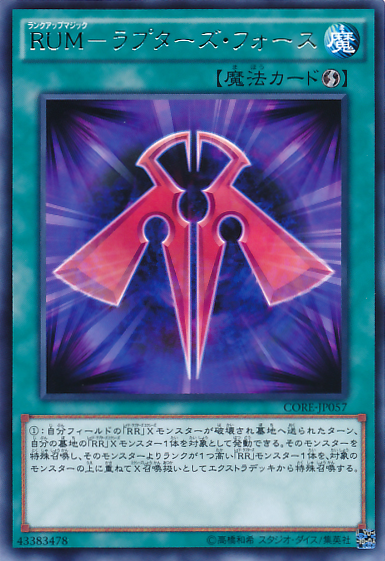 ランクアップマジック
RUM－ラプターズ・フォース
魔
【魔法カード】
CORE-JP057
①：自分フィールドの「RR」Xモンスターが破壊され墓地へ送られたターン、
自分の墓地の「RR」Xモンスター1体を対象として発動できる。そのモンスターを
特殊召喚し、そのモンスターよりランクが1つ高い「RR」モンスター1体を、対象の
モンスターの上に重ねてX召喚扱いとしてエクストラデッキから特殊召喚する。
43383478
©高橋和希 スタジオ・ダイス/集英社